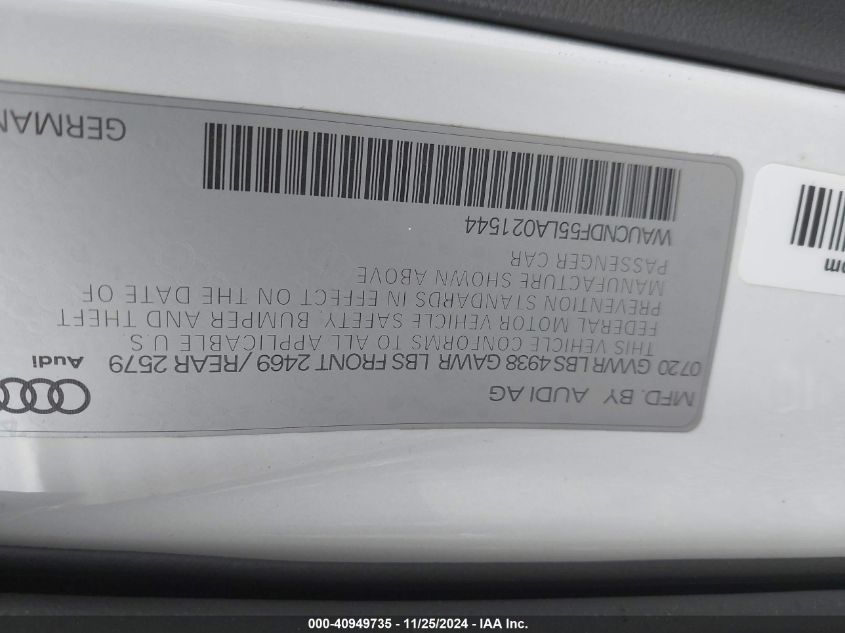 MFD. BY AUDI AG
0720 GVWR LBS 4938 GAWR LBS FRONT 2469 / REAR 2579
THIS VEHICLE CONFORMS TO ALL APPLICABLE U.S.
FEDERAL MOTOR VEHICLE SAFETY, BUMPER AND THEFT
PREVENTION STANDARDS IN EFFECT ON THE DATE OF
MANUFACTURE SHOWN ABOVE
PASSENGER CAR
WAUCNDF55LA021544
Audi
GERMAN
om
000-40949735 - 11/25/2024 - IAA Inc.